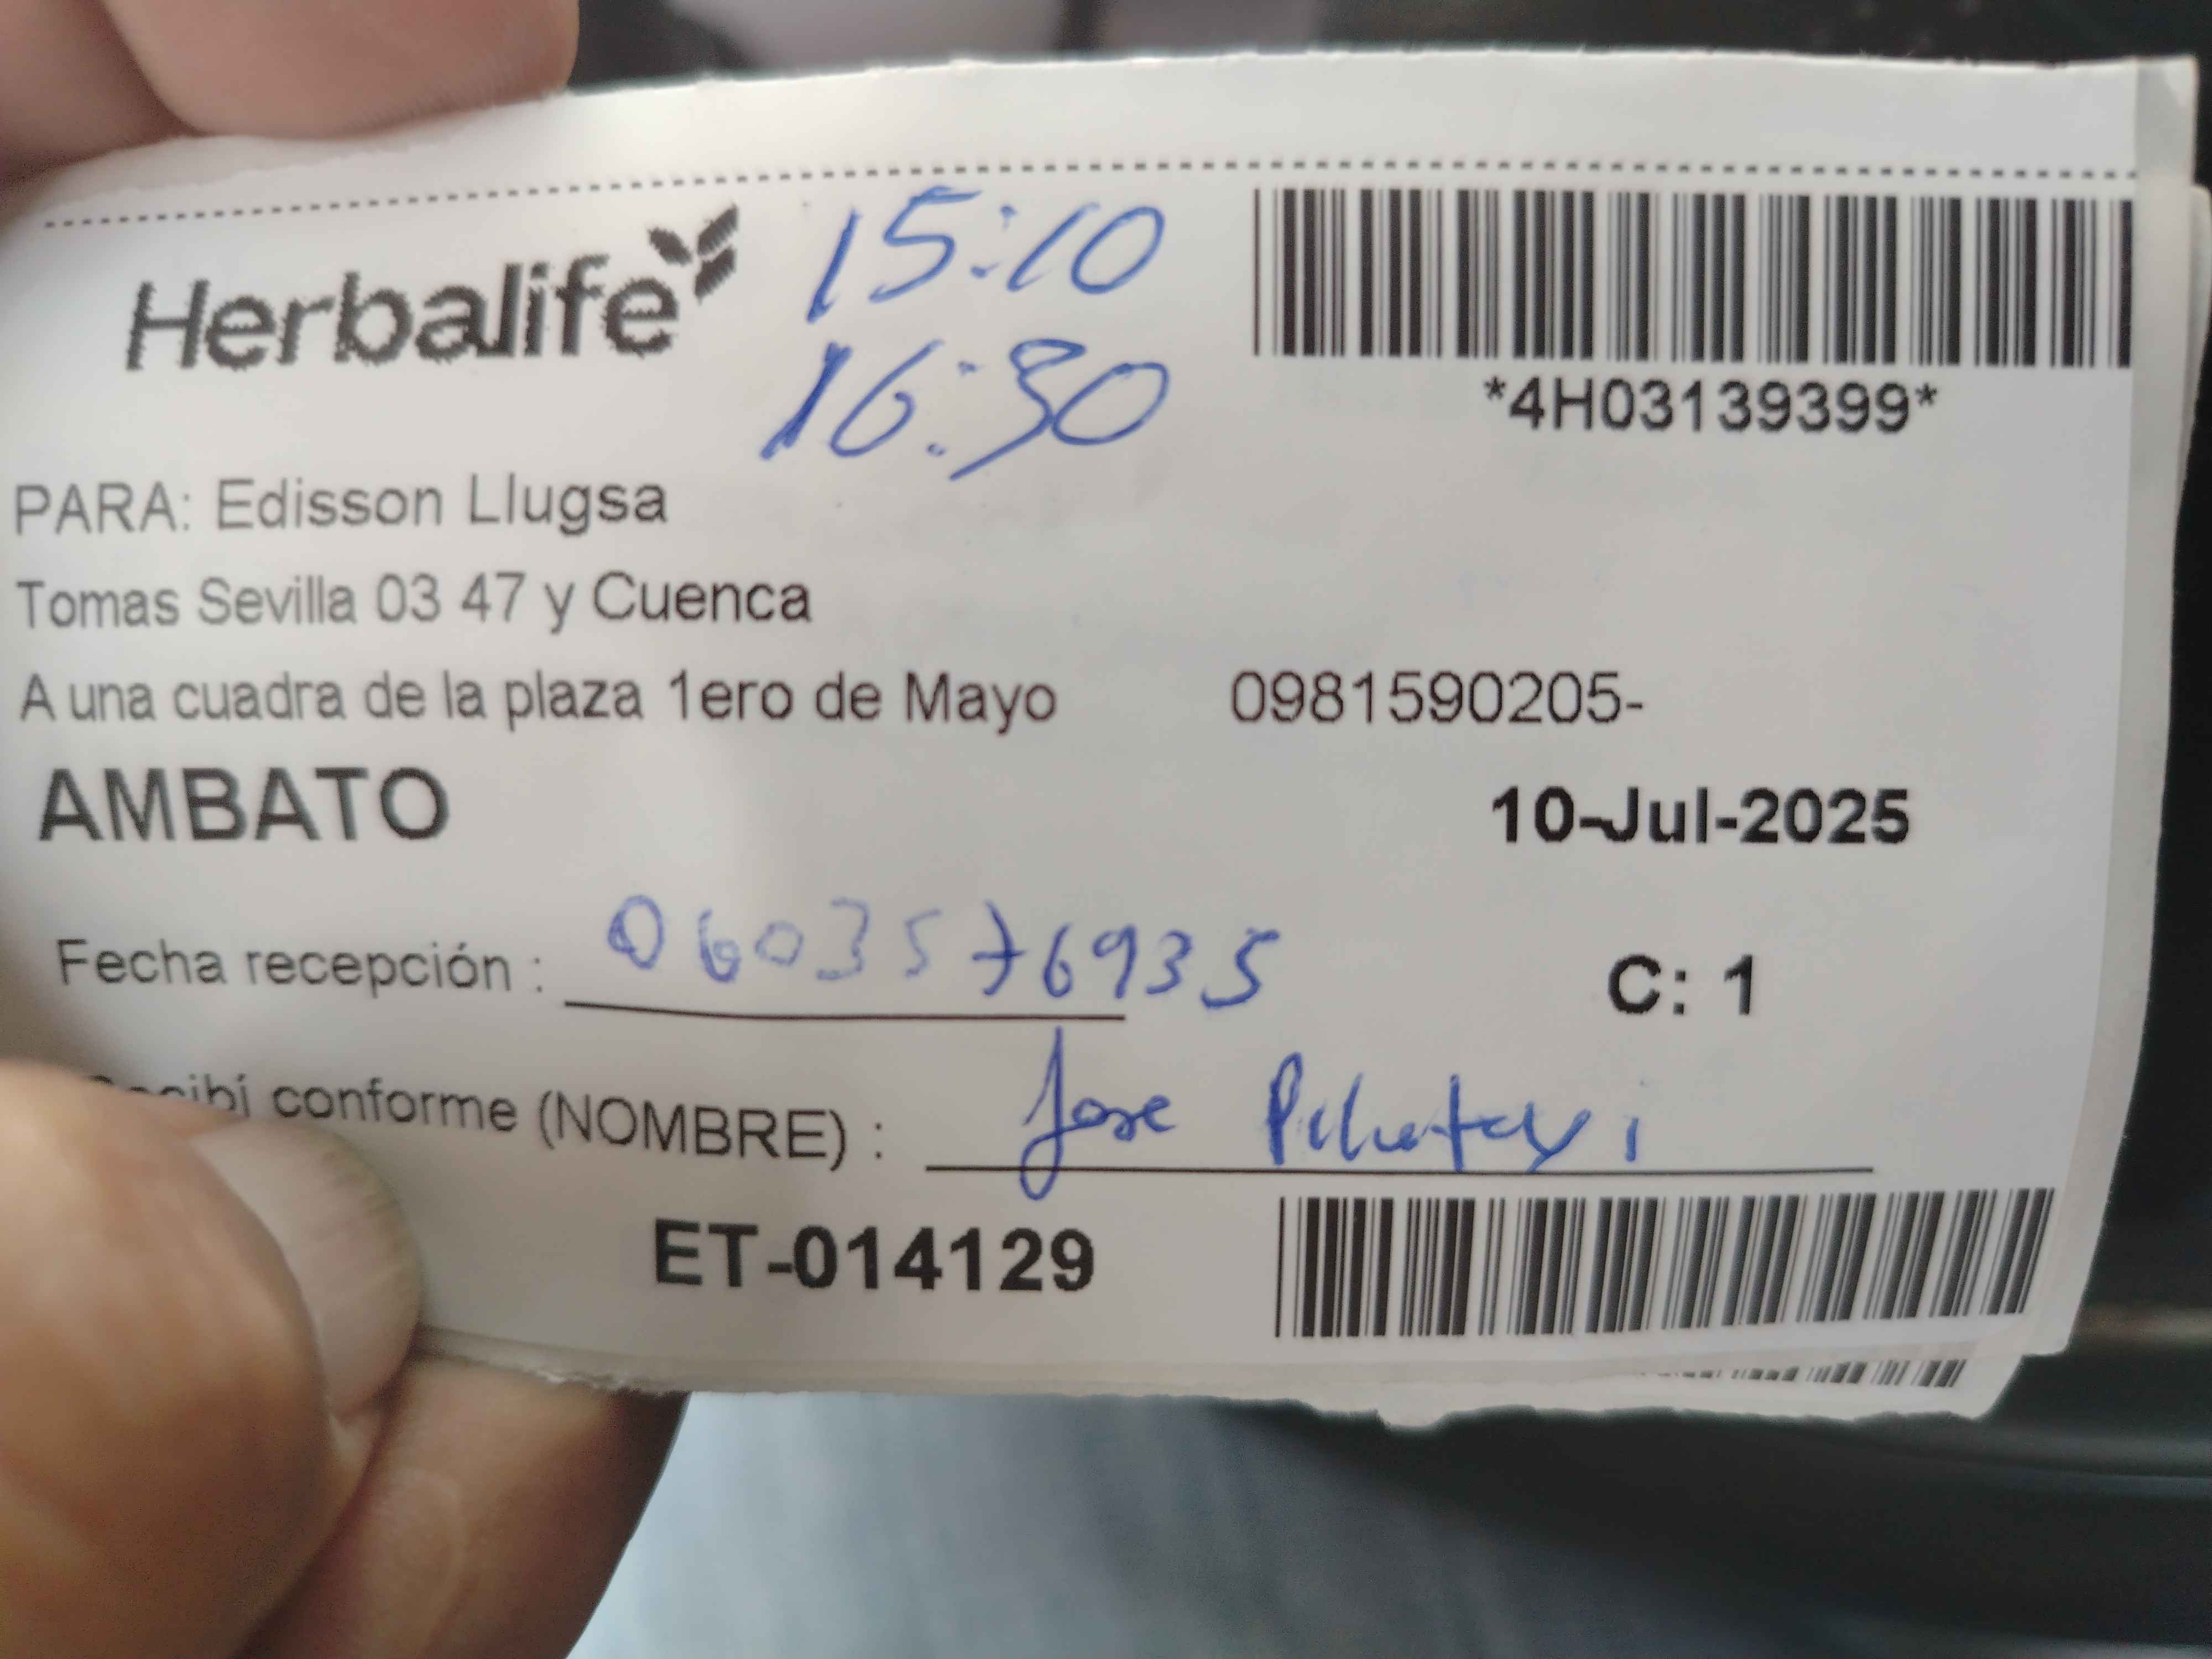 Herbalife
15:10
16:30
*4H03139399*
PARA: Edisson Llugsa
Tomas Sevilla 03 47 y Cuenca
A una cuadra de la plaza 1ero de Mayo 0981590205-
AMBATO
10-Jul-2025
Fecha recepción : 0603576935
C: 1
conforme (NOMBRE) : Jose
ET-014129